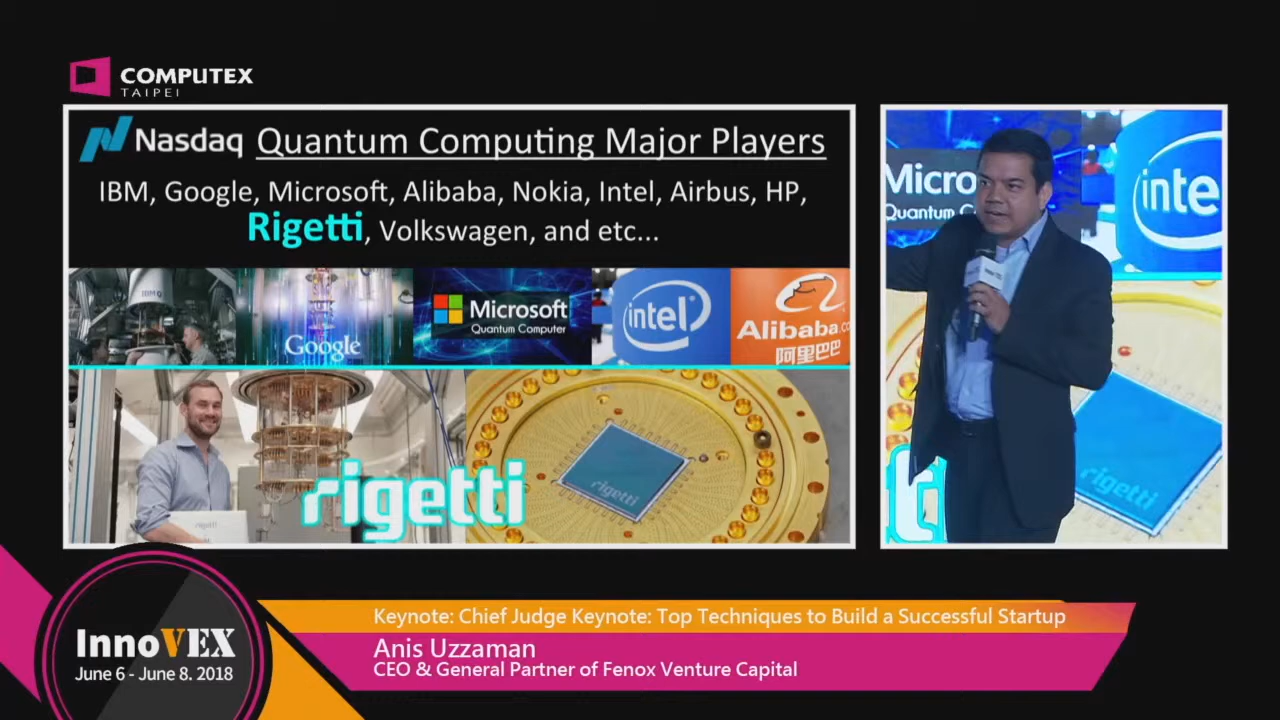 COMPUTEX
TAIPEI
Nasdaq Quantum Computing Major Players
IBM, Google, Microsoft, Alibaba, Nokia, Intel, Airbus, HP,
Rigetti, Volkswagen, and etc...
IBM Q
Google
Microsoft
Quantum Computer
intel
Alibaba.co
阿里巴巴
rigetti
rigetti
rigetti
Micro
Quantum C
inte
rigetti
InnoVEX
June 6 - June 8. 2018
Keynote: Chief Judge Keynote: Top Techniques to Build a Successful Startup
Anis Uzzaman
CEO & General Partner of Fenox Venture Capital